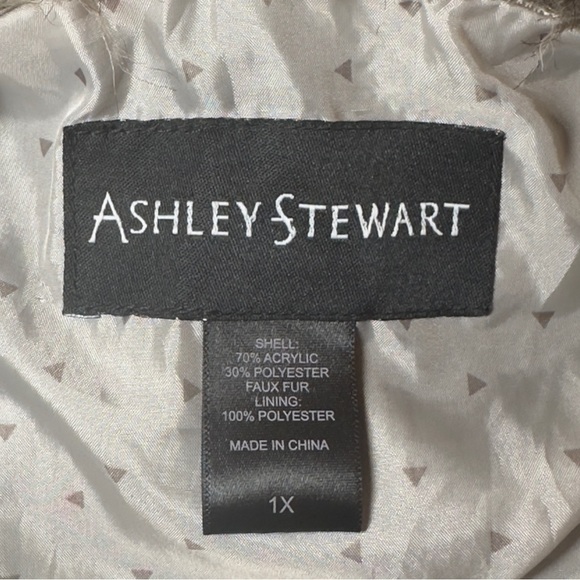 ASHLEY STEWART
SHELL:
70% ACRYLIC
30% POLYESTER
FAUX FUR
LINING:
100% POLYESTER
MADE IN CHINA
1X